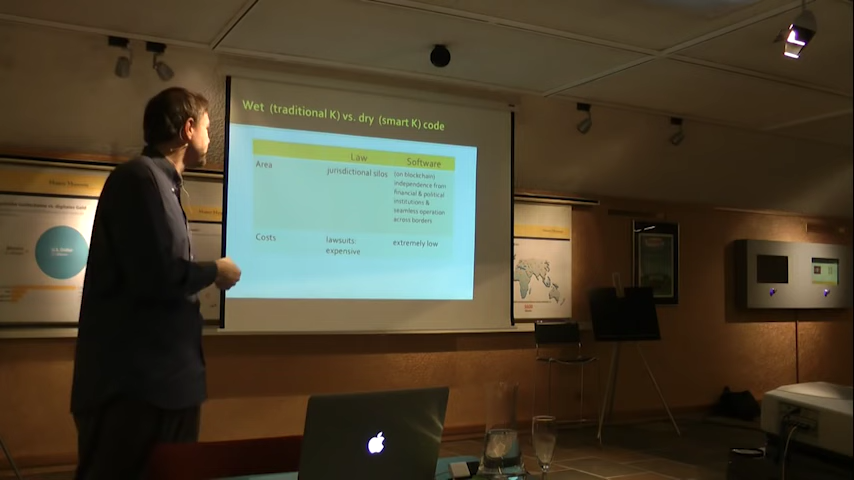 Wet (traditional K) vs. dry (smart K) code
Law
Software
Area
jurisdictional silos
(on blockchain)
independence from
financial & political
institutions &
seamless operation
across borders
Costs
lawsuits:
expensive
extremely low